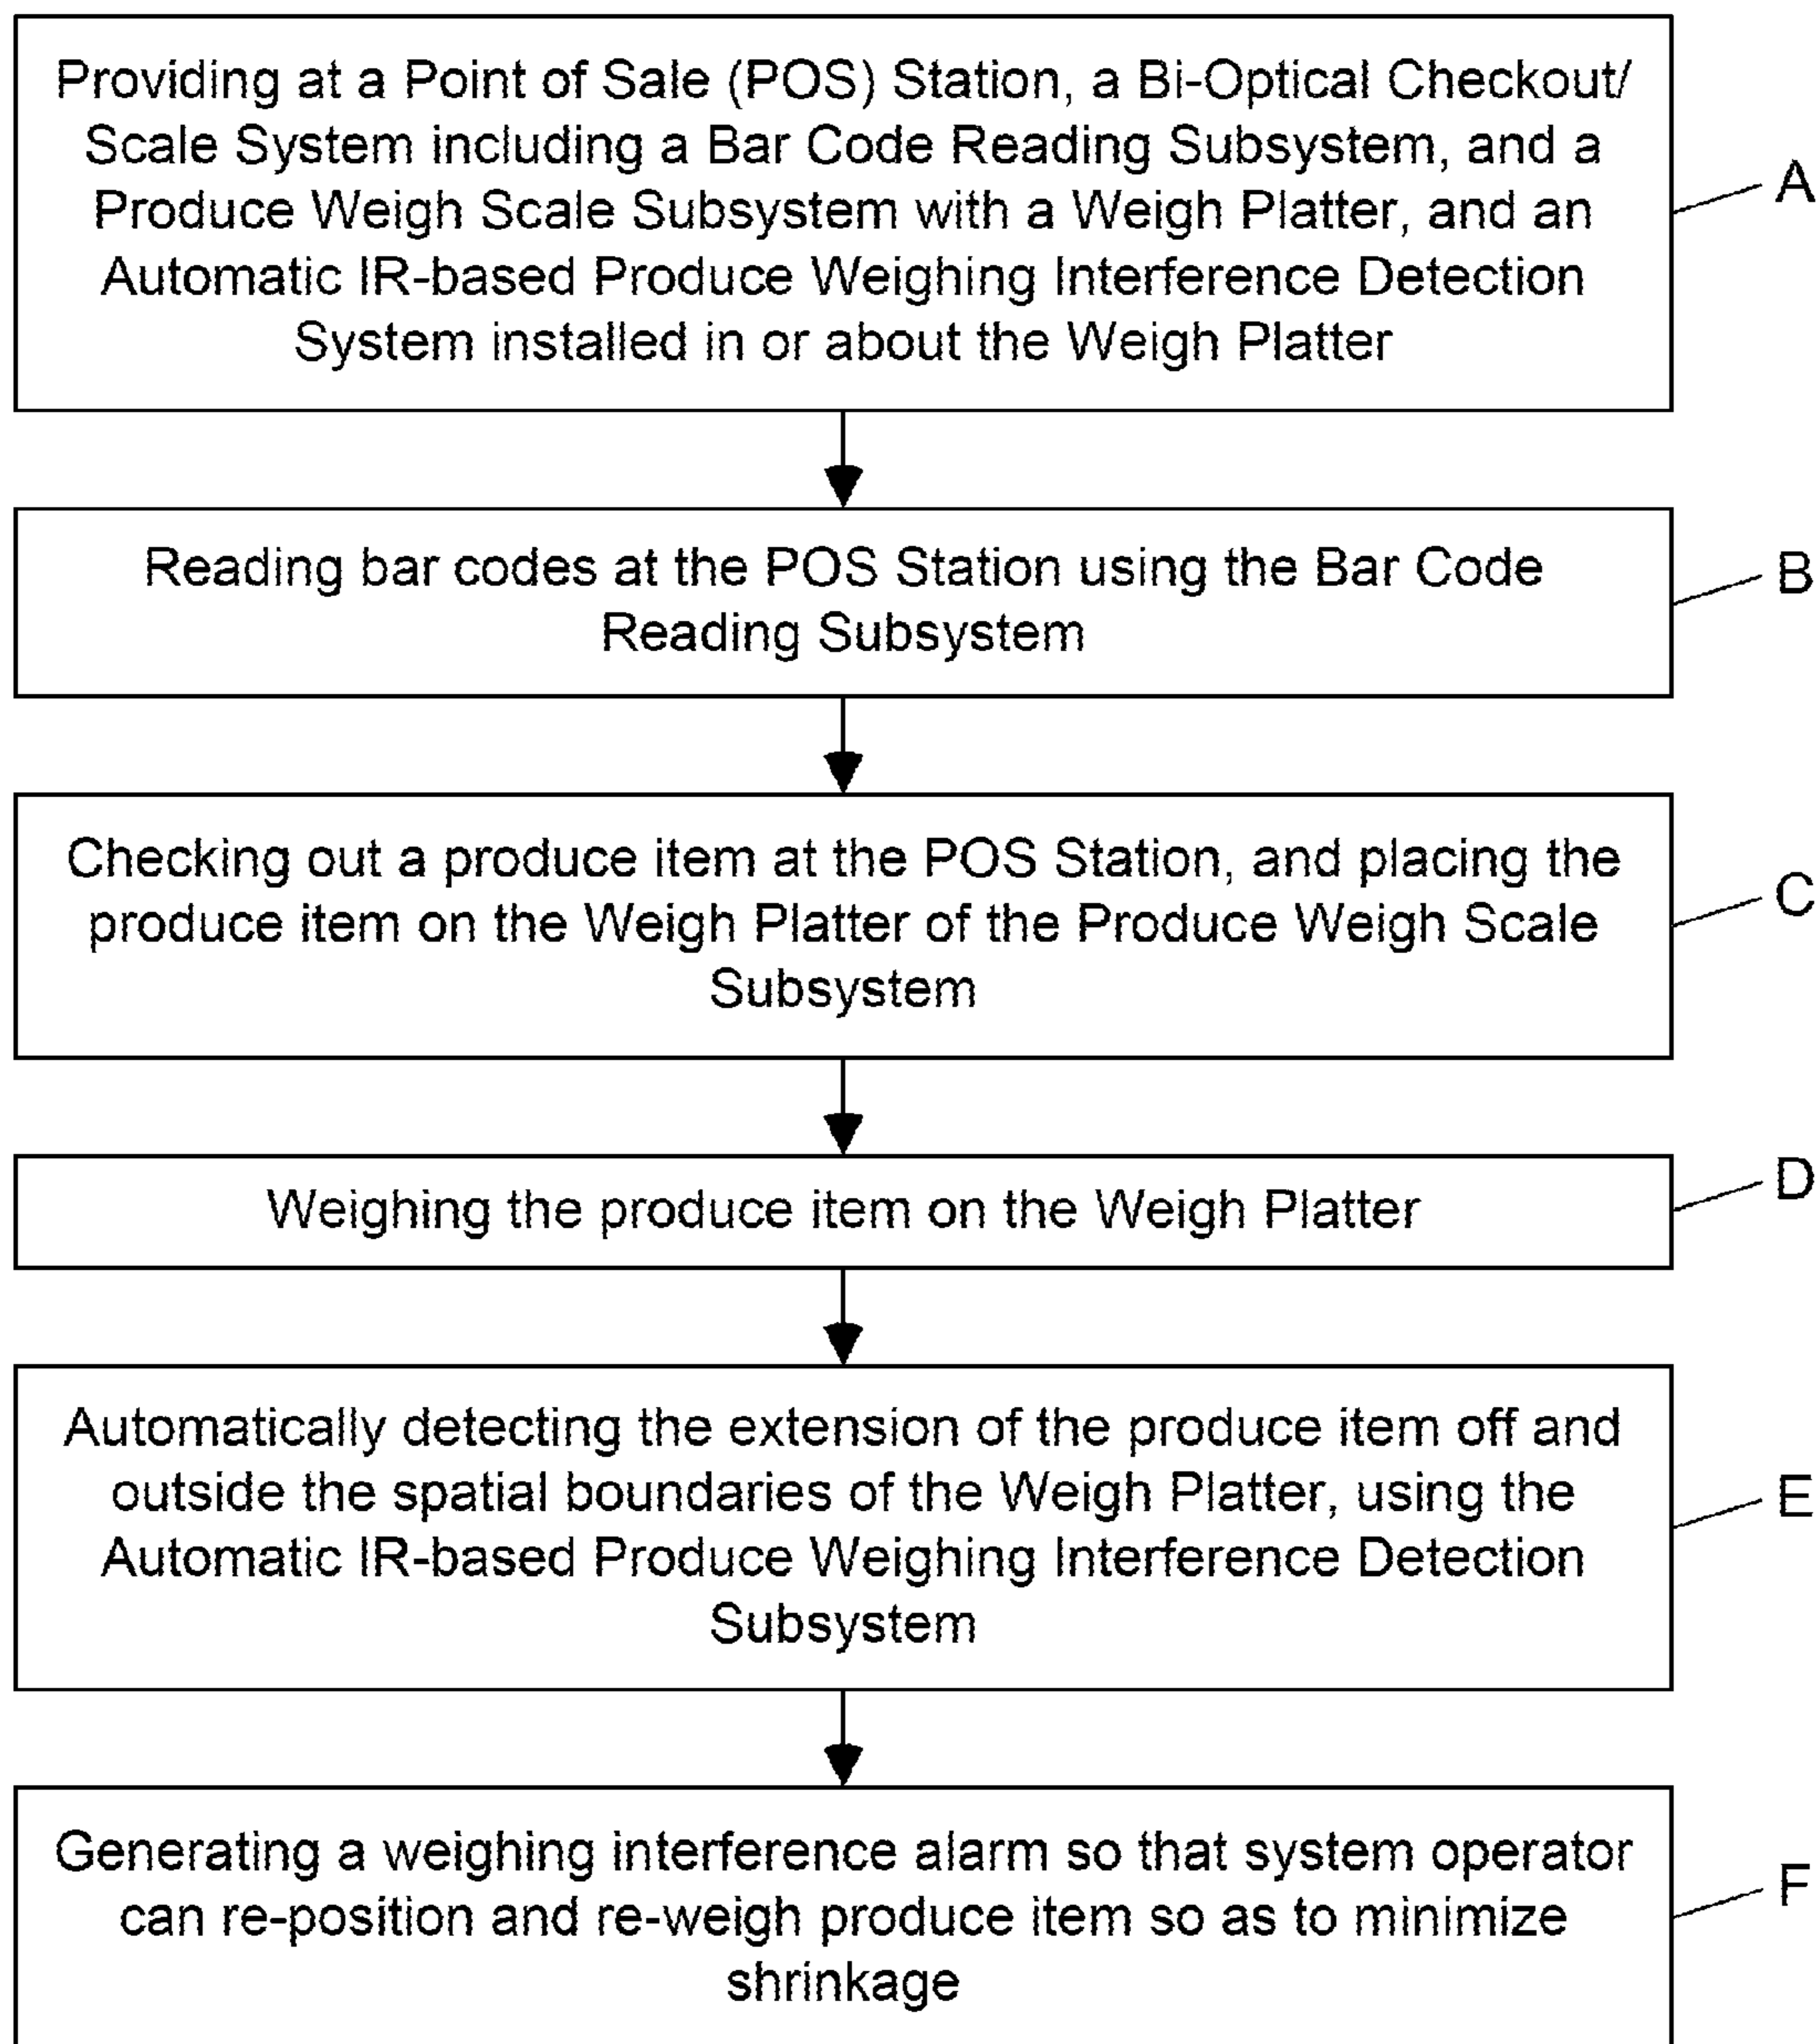 Providing at a Point of Sale (POS) Station, a Bi-Optical Checkout/
Scale System including a Bar Code Reading Subsystem, and a
Produce Weigh Scale Subsystem with a Weigh Platter, and an
Automatic IR-based Produce Weighing Interference Detection
System installed in or about the Weigh Platter
A
Reading bar codes at the POS Station using the Bar Code
Reading Subsystem
B
Checking out a produce item at the POS Station, and placing the
produce item on the Weigh Platter of the Produce Weigh Scale
Subsystem
C
Weighing the produce item on the Weigh Platter
D
Automatically detecting the extension of the produce item off and
outside the spatial boundaries of the Weigh Platter, using the
Automatic IR-based Produce Weighing Interference Detection
Subsystem
E
Generating a weighing interference alarm so that system operator
can re-position and re-weigh produce item so as to minimize
shrinkage
F